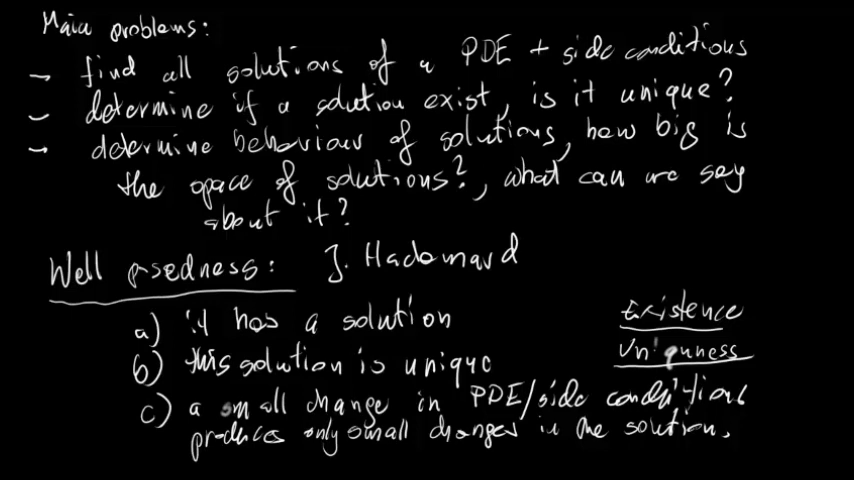 Main problems:
→ find all solutions of a PDE + side conditions
→ determine if a solution exist, is it unique?
→ determine behaviour of solutions, how big is
the space of solutions?, what can we say
about it?
Well posedness: J. Hadamard
a) it has a solution Existence
b) this solution is unique Uniqunness
c) a small change in PDE/side conditions
produces only small changes in the solution.